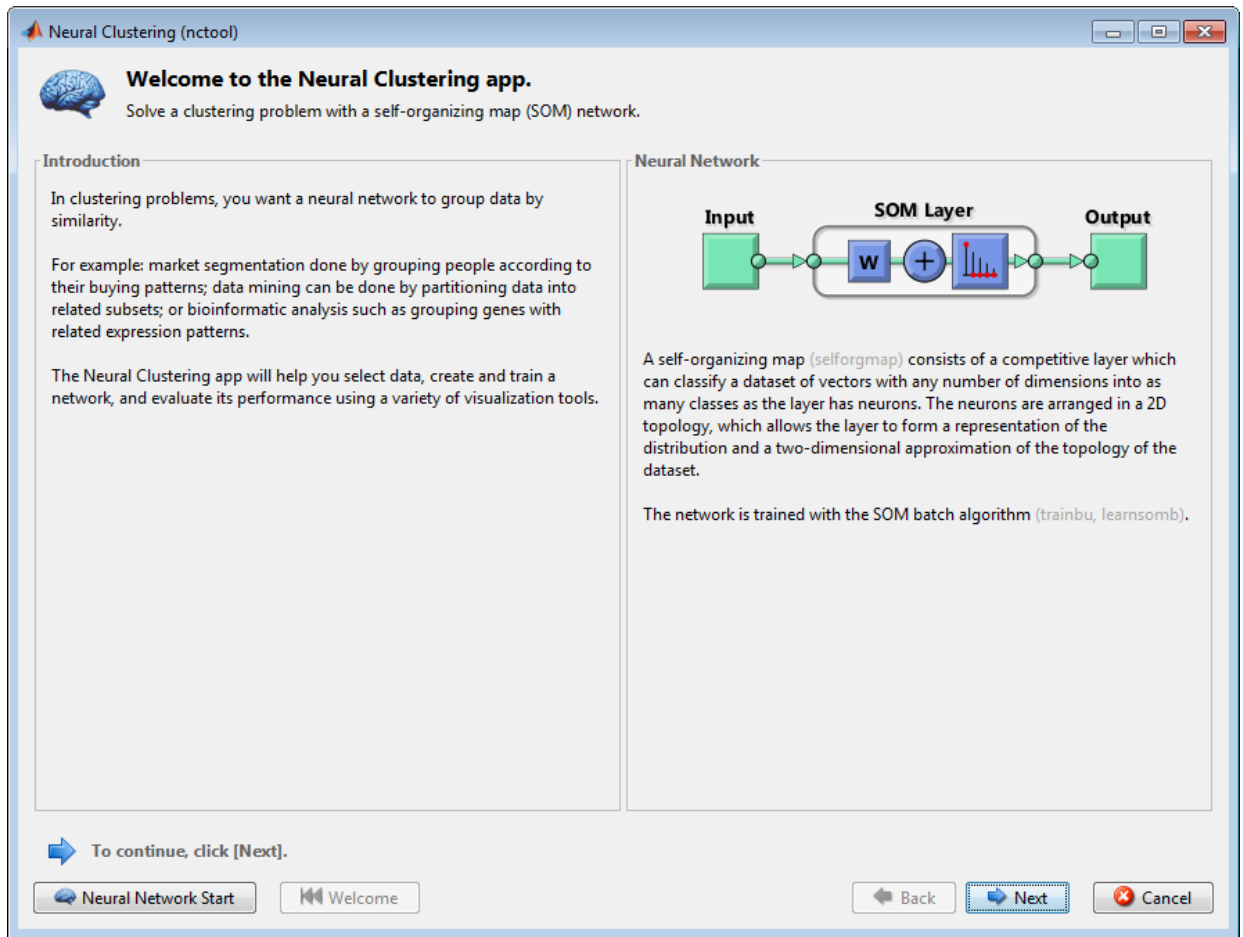 Neural Clustering (nctool)
Welcome to the Neural Clustering app.
Solve a clustering problem with a self-organizing map (SOM) network.
Introduction
In clustering problems, you want a neural network to group data by
similarity.
For example: market segmentation done by grouping people according to
their buying patterns; data mining can be done by partitioning data into
related subsets; or bioinformatic analysis such as grouping genes with
related expression patterns.
The Neural Clustering app will help you select data, create and train a
network, and evaluate its performance using a variety of visualization tools.
Neural Network
Input
SOM Layer
Output
W
+
A self-organizing map (selforgmap) consists of a competitive layer which
can classify a dataset of vectors with any number of dimensions into as
many classes as the layer has neurons. The neurons are arranged in a 2D
topology, which allows the layer to form a representation of the
distribution and a two-dimensional approximation of the topology of the
dataset.
The network is trained with the SOM batch algorithm (trainbu, learnsomb).
To continue, click [Next].
Neural Network Start
Welcome
Back
Next
Cancel